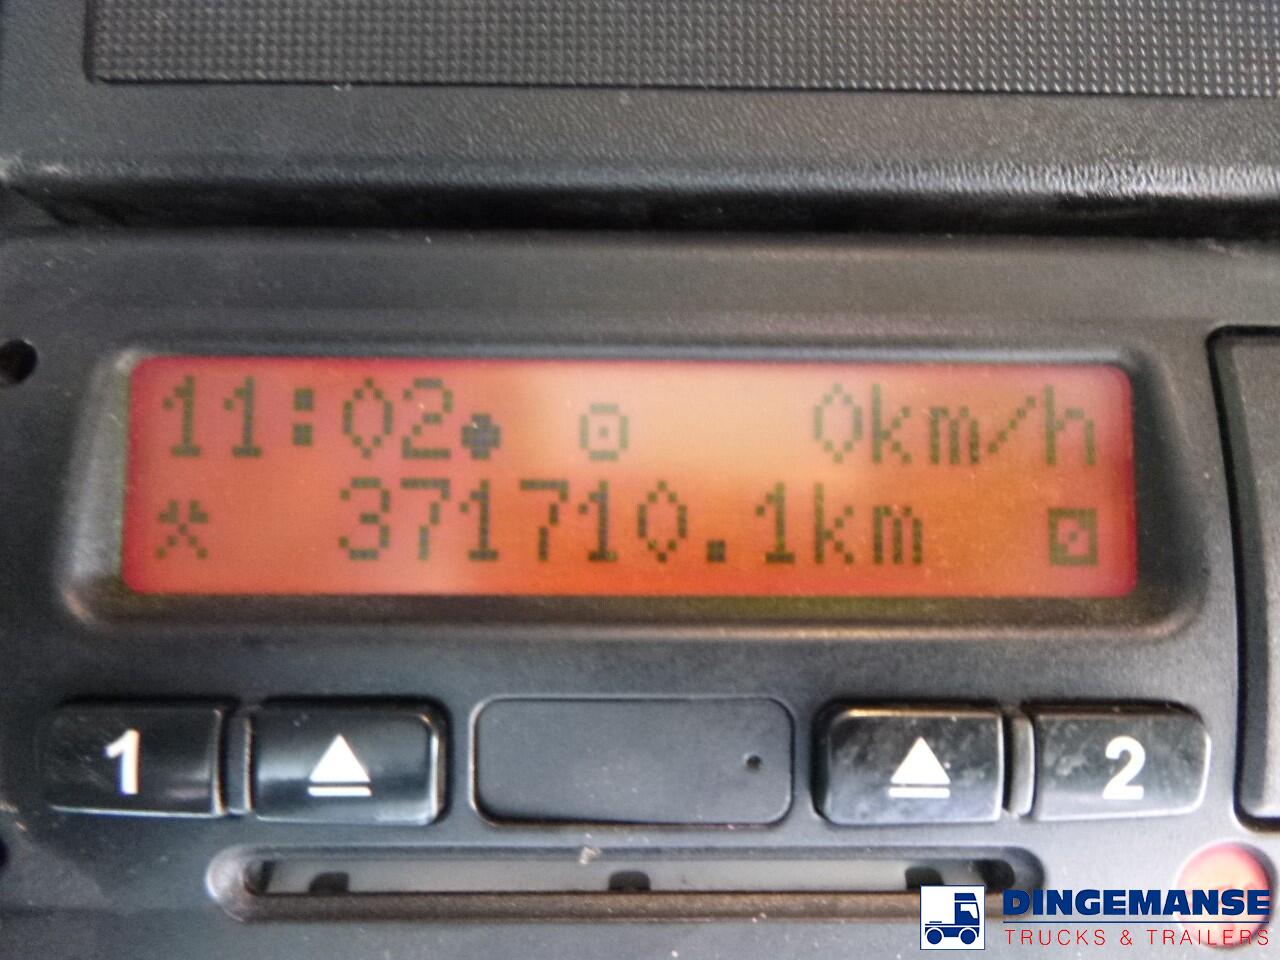 11:02 0km/h
371710.1km
1 2
DINGEMANSE
TRUCKS & TRAILERS